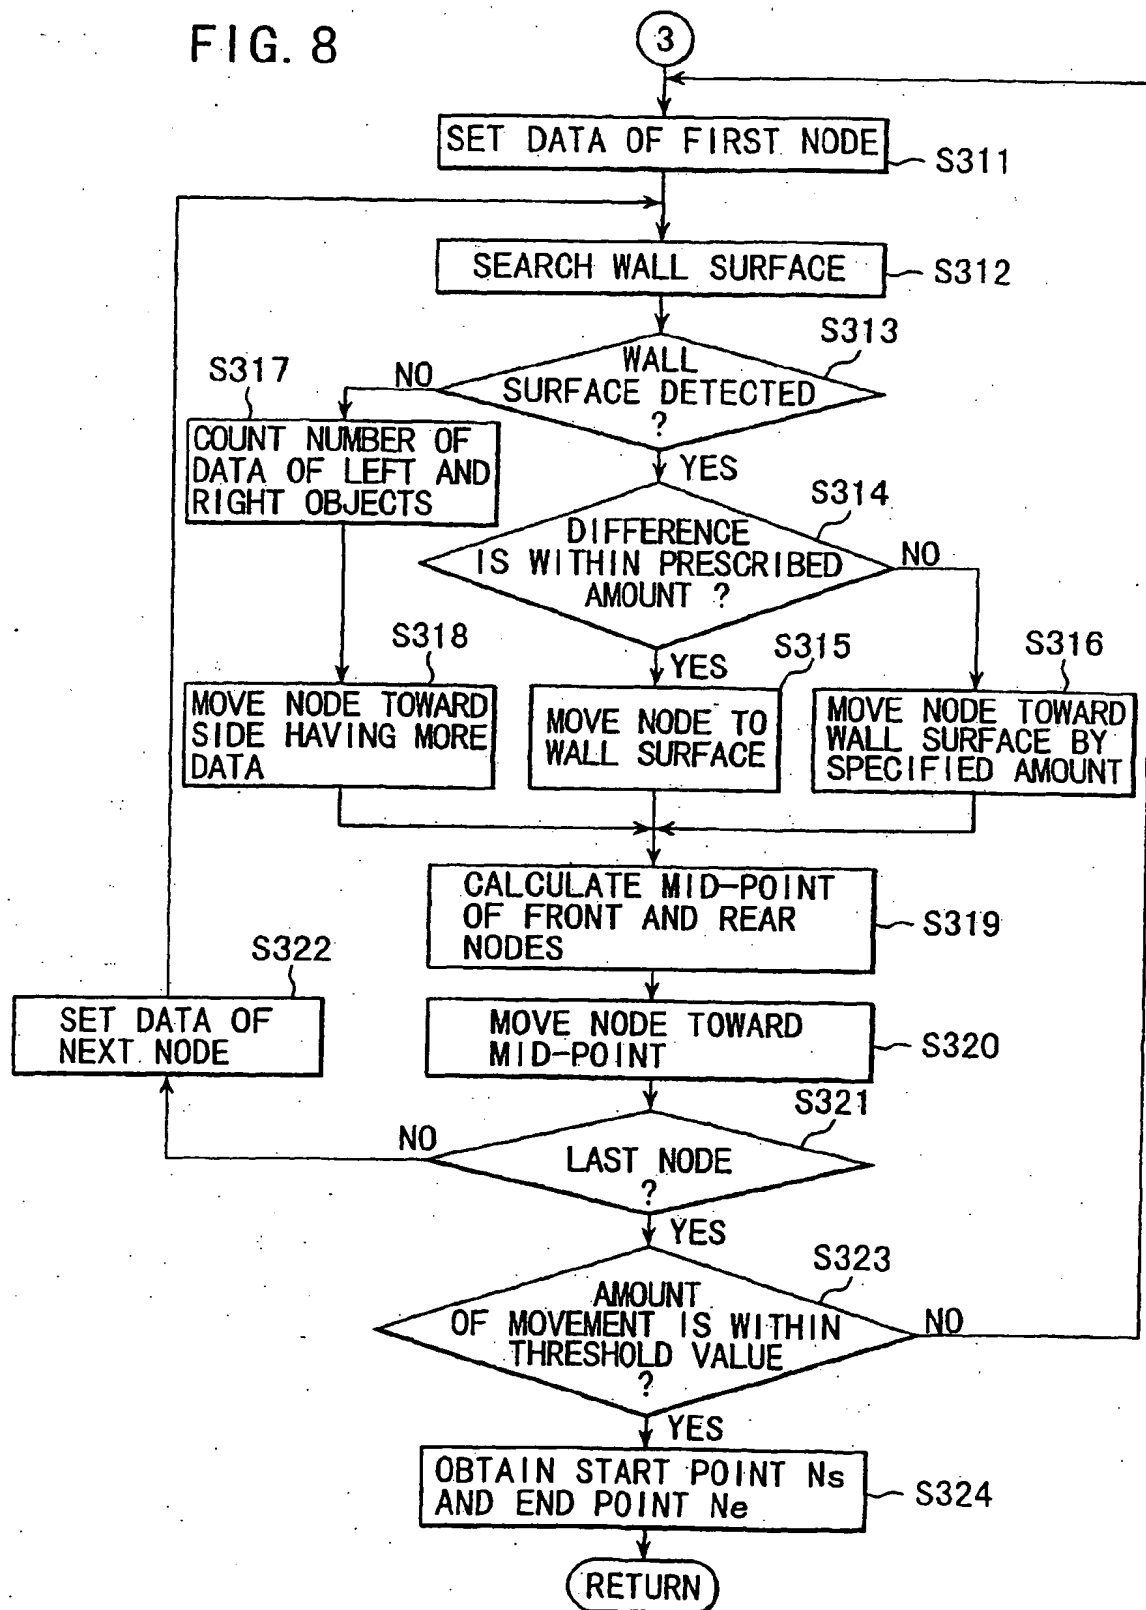 FIG. 8
3
SET DATA OF FIRST NODE
S311
SEARCH WALL SURFACE
S312
S313
WALL
SURFACE DETECTED
?
NO
YES
S317
COUNT NUMBER OF
DATA OF LEFT AND
RIGHT OBJECTS
S314
DIFFERENCE
IS WITHIN PRESCRIBED
AMOUNT ?
NO
YES
S318
MOVE NODE TOWARD
SIDE HAVING MORE
DATA
S315
MOVE NODE TO
WALL SURFACE
S316
MOVE NODE TOWARD
WALL SURFACE BY
SPECIFIED AMOUNT
CALCULATE MID-POINT
OF FRONT AND REAR
NODES
S319
S322
SET DATA OF
NEXT NODE
MOVE NODE TOWARD
MID-POINT
S320
S321
LAST NODE
?
NO
YES
S323
AMOUNT
OF MOVEMENT IS WITHIN
THRESHOLD VALUE
?
NO
YES
OBTAIN START POINT Ns
AND END POINT Ne
S324
RETURN